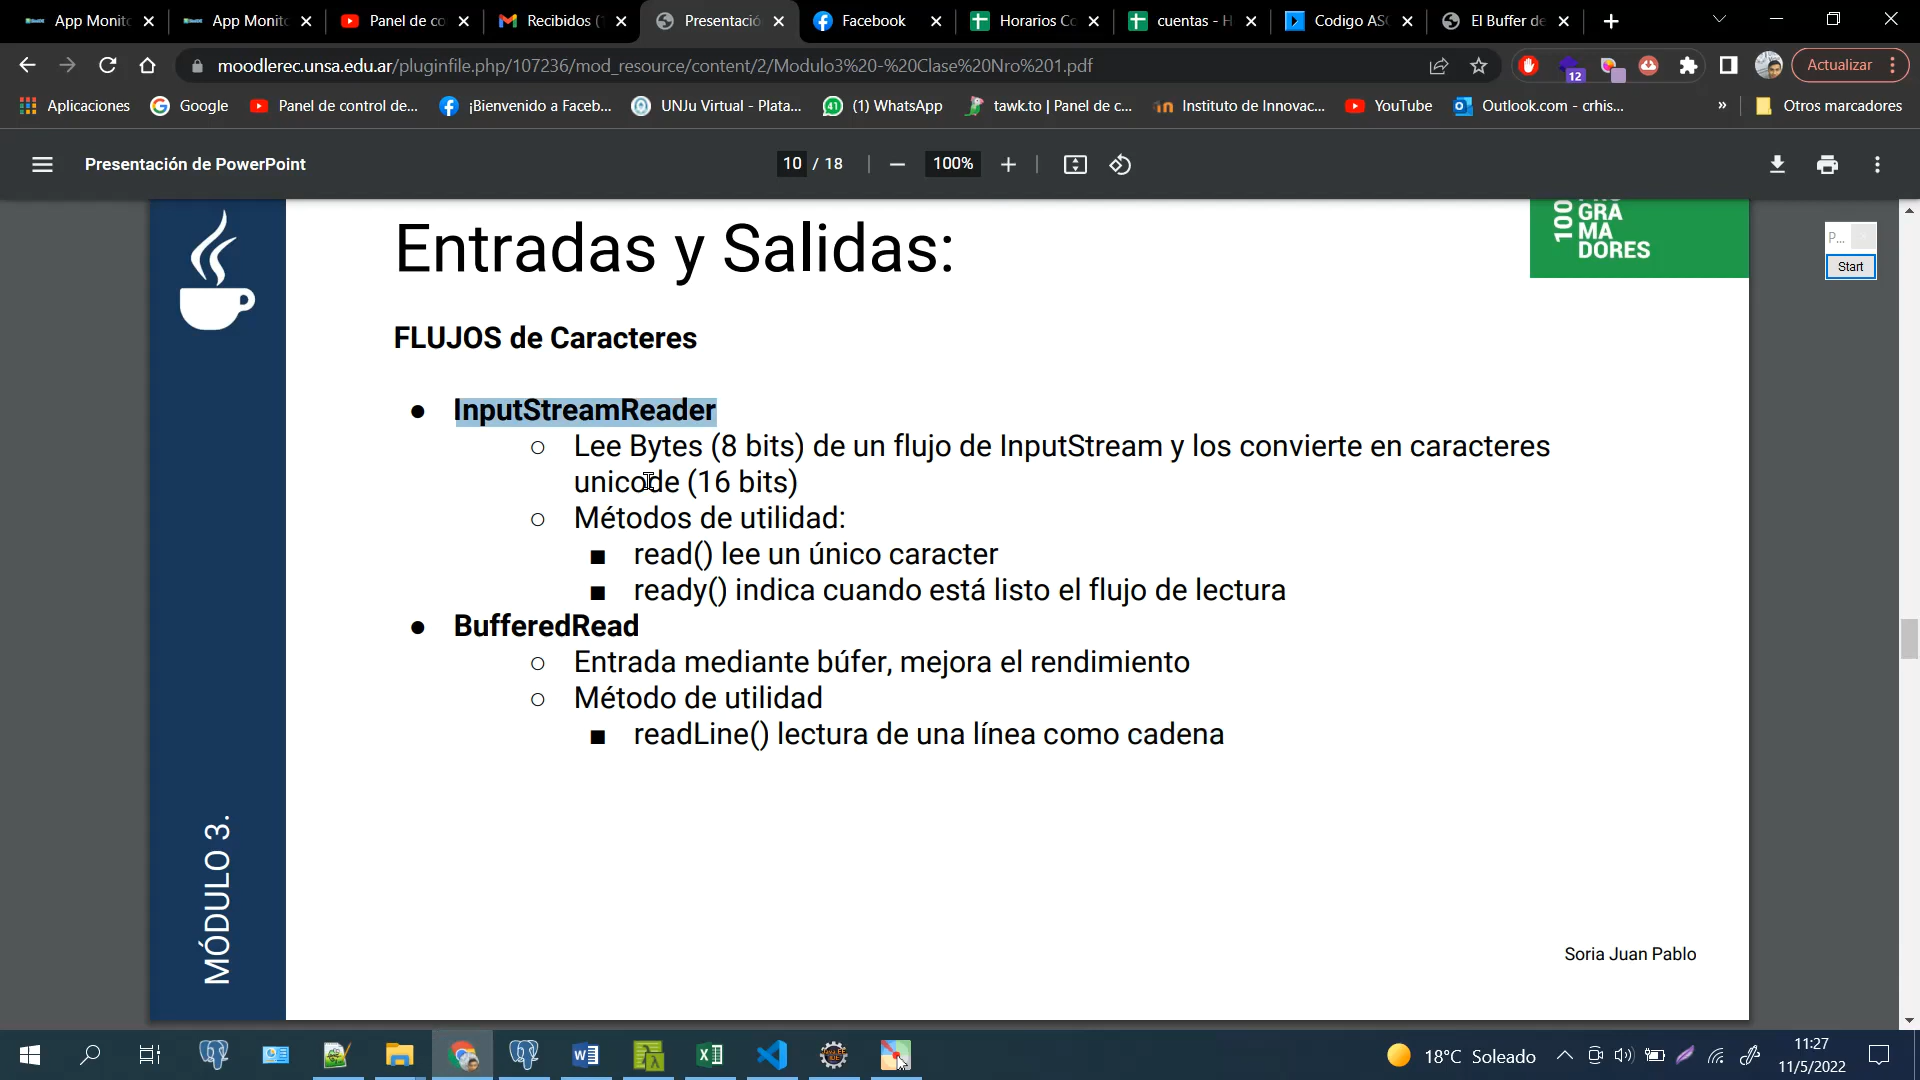 App Monit
App Monit
Panel de co
Recibidos (
Presentació
Facebook
Horarios Co
cuentas - H
Codigo ASC
El Buffer de
moodlerec.unsa.edu.ar/pluginfile.php/107236/mod_resource/content/2/Modulo3%20-%20Clase%20Nro%201.pdf
12
Actualizar
Aplicaciones
Google
Panel de control de...
¡Bienvenido a Faceb...
UNJu Virtual - Plata...
(1) WhatsApp
tawk.to | Panel de c...
Instituto de Innovac...
YouTube
Outlook.com - crhis...
»
Otros marcadores
Presentación de PowerPoint
10 / 18
100%
GRA
MA
DORES
100
P...
Start
Entradas y Salidas:
FLUJOS de Caracteres
● InputStreamReader
○ Lee Bytes (8 bits) de un flujo de InputStream y los convierte en caracteres
unicode (16 bits)
○ Métodos de utilidad:
■ read() lee un único caracter
■ ready() indica cuando está listo el flujo de lectura
● BufferedRead
○ Entrada mediante búfer, mejora el rendimiento
○ Método de utilidad
■ readLine() lectura de una línea como cadena
MÓDULO 3.
Soria Juan Pablo
18°C Soleado
11:27
11/5/2022